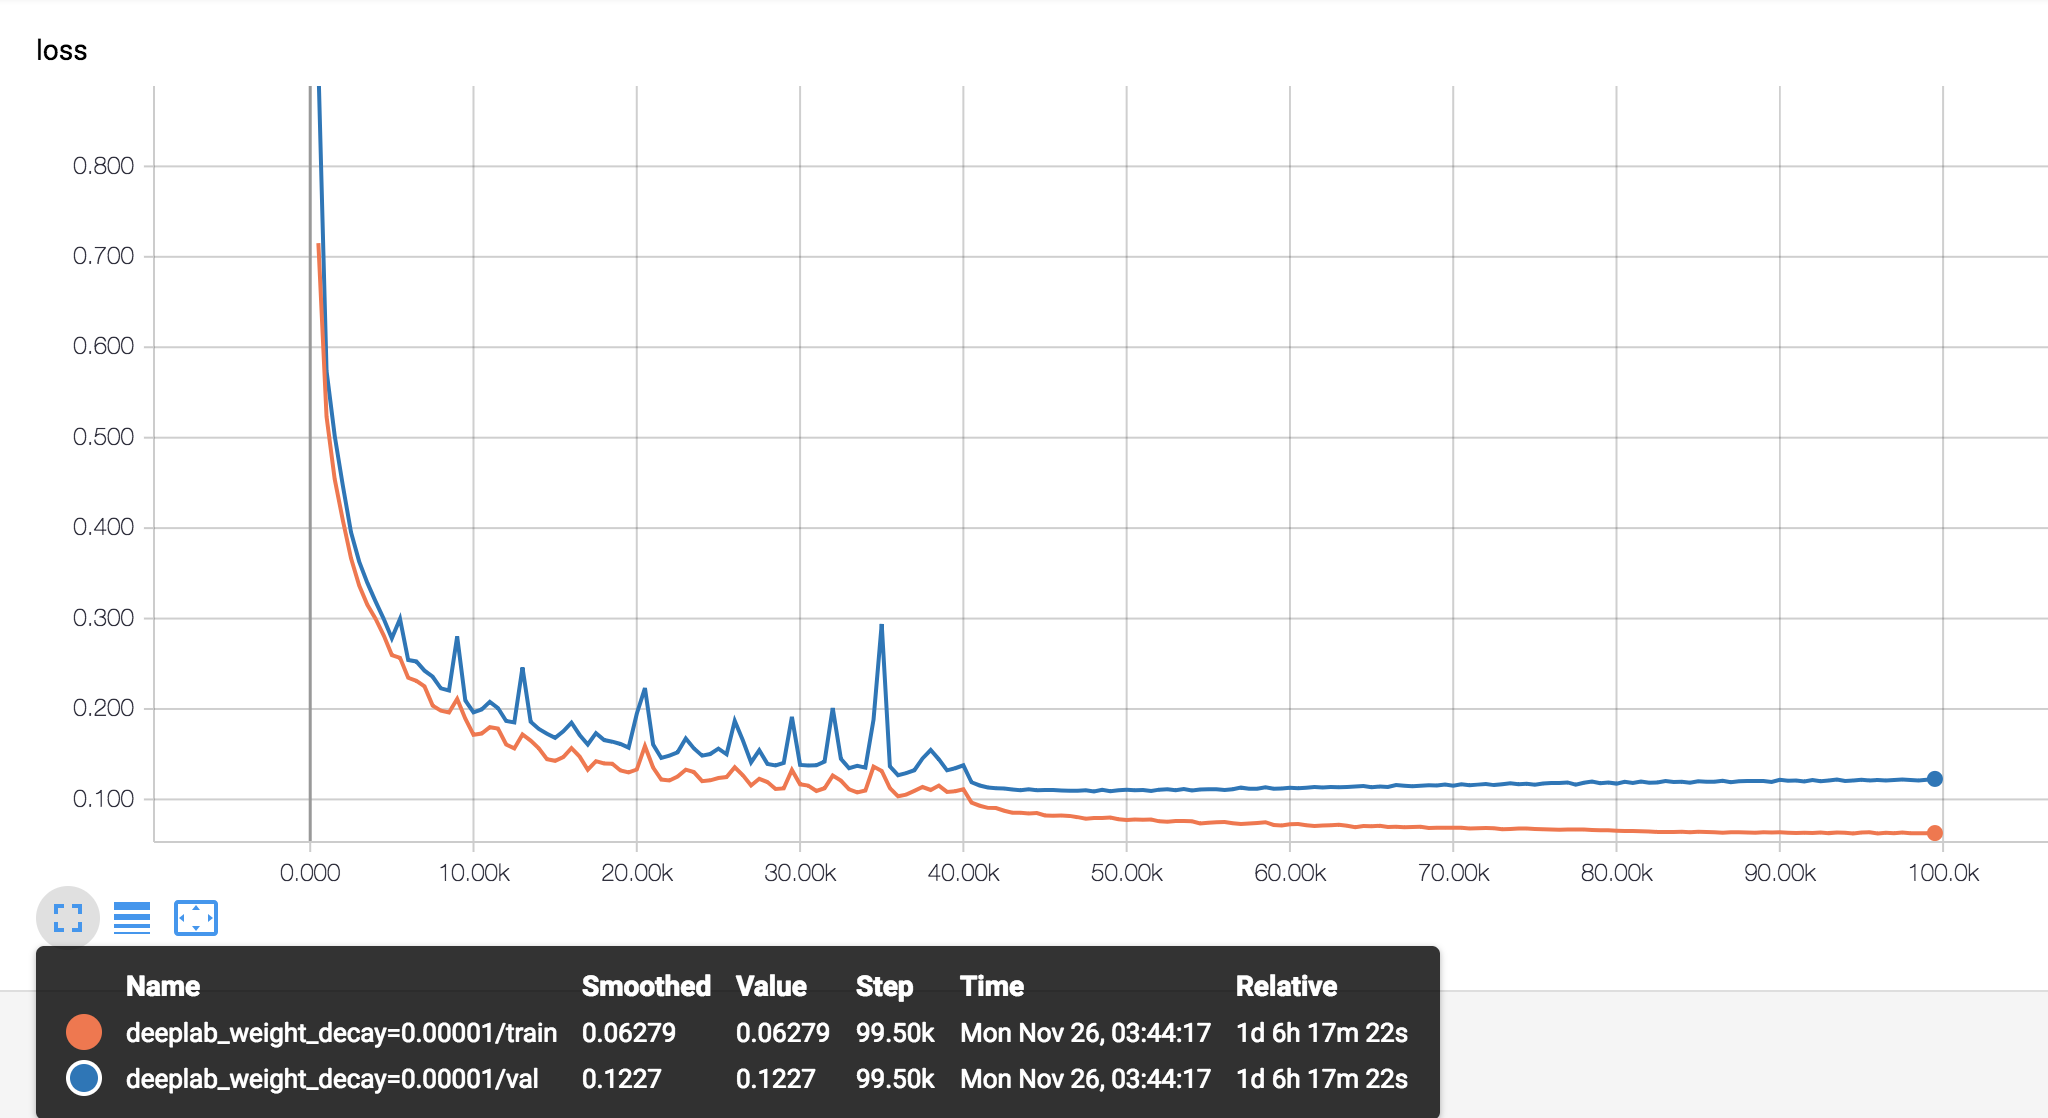 loss
0.800
0.700
0.600
0.500
0.400
0.300
0.200
0.100
0.000 10.00k 20.00k 30.00k 40.00k 50.00k 60.00k 70.00k 80.00k 90.00k 100.0k
Name Smoothed Value Step Time Relative
deeplab_weight_decay=0.00001/train 0.06279 0.06279 99.50k Mon Nov 26, 03:44:17 1d 6h 17m 22s
deeplab_weight_decay=0.00001/val 0.1227 0.1227 99.50k Mon Nov 26, 03:44:17 1d 6h 17m 22s